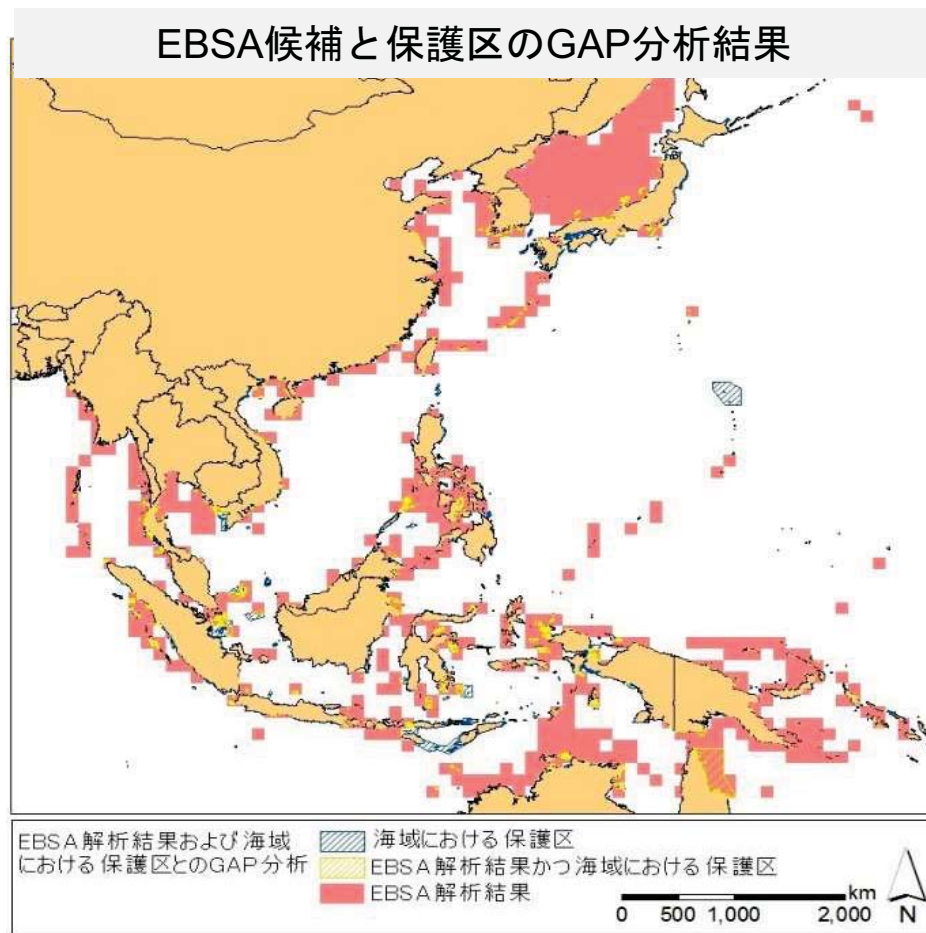 EBSA候補と保護区のGAP分析結果
EBSA解析結果および海域
における保護区とのGAP分析
海域における保護区
EBSA解析結果かつ海域における保護区
EBSA解析結果
km
0 500 1,000 2,000
N